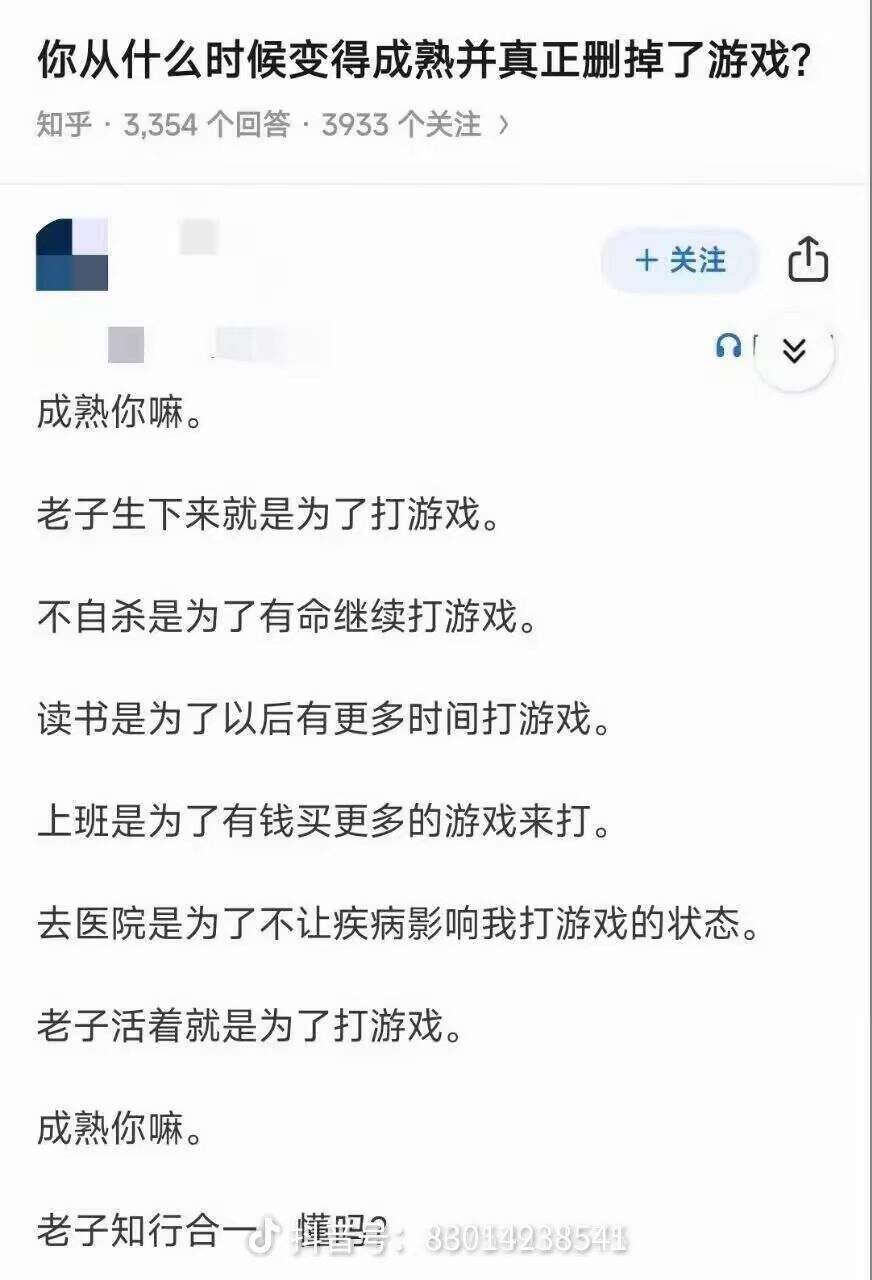 你从什么时候变得成熟并真正删掉了游戏?
知乎 · 3,354 个回答 · 3933 个关注 >
+ 关注
成熟你嘛。
老子生下来就是为了打游戏。
不自杀是为了有命继续打游戏。
读书是为了以后有更多时间打游戏。
上班是为了有钱买更多的游戏来打。
去医院是为了不让疾病影响我打游戏的状态。
老子活着就是为了打游戏。
成熟你嘛。
老子知行合一 懂吗?
抖音号: 83014238541